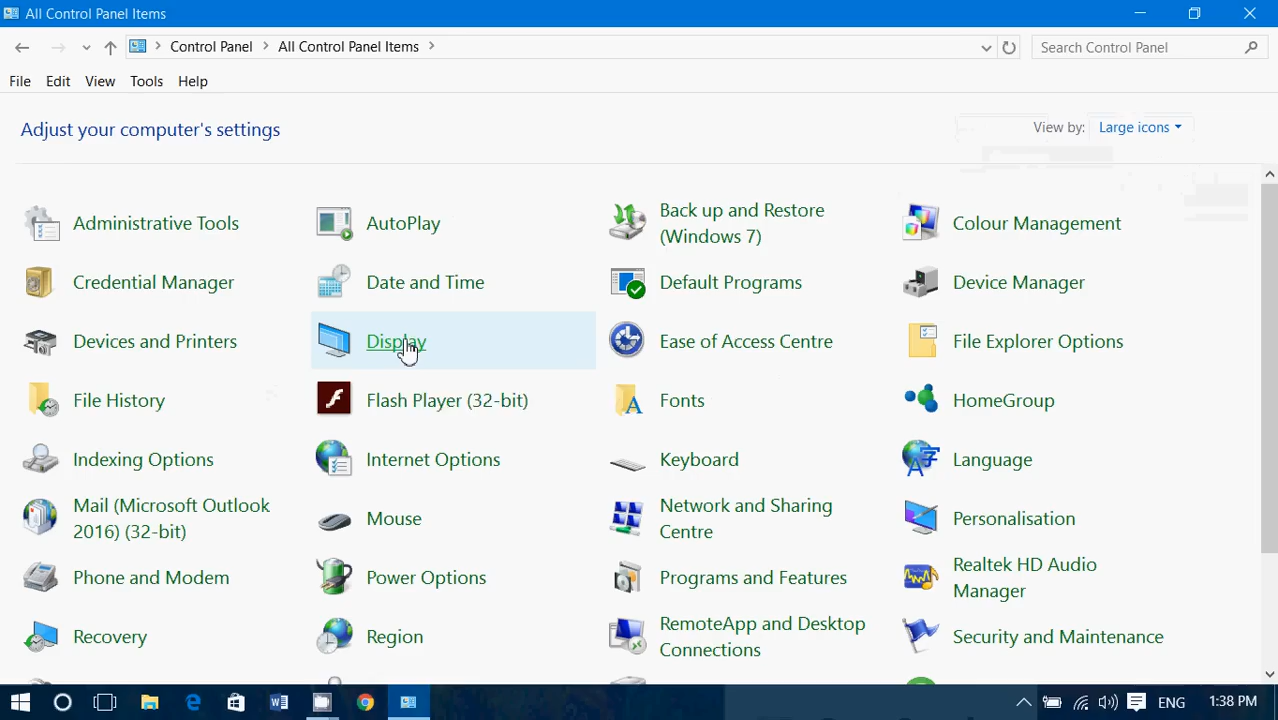 All Control Panel Items
Control Panel
All Control Panel Items
Search Control Panel
File
Edit
View
Tools
Help
Adjust your computer's settings
View by:
Large icons
Administrative Tools
AutoPlay
Back up and Restore
(Windows 7)
Colour Management
Credential Manager
Date and Time
Default Programs
Device Manager
Devices and Printers
Display
Ease of Access Centre
File Explorer Options
File History
Flash Player (32-bit)
Fonts
HomeGroup
Indexing Options
Internet Options
Keyboard
Language
Mail (Microsoft Outlook
2016) (32-bit)
Mouse
Network and Sharing
Centre
Personalisation
Phone and Modem
Power Options
Programs and Features
Realtek HD Audio
Manager
Recovery
Region
RemoteApp and Desktop
Connections
Security and Maintenance
ENG
1:38 PM